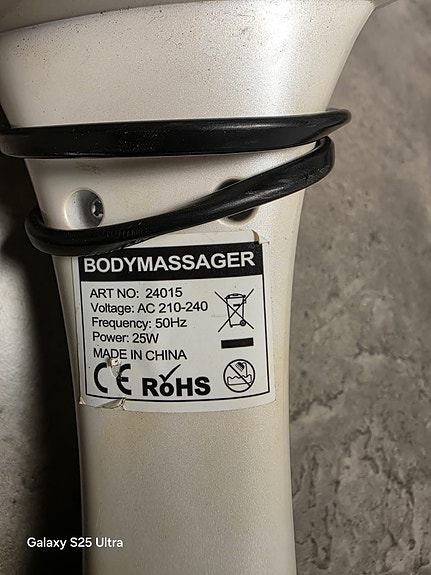 BODYMASSAGER
ART NO: 24015
Voltage: AC 210-240
Frequency: 50Hz
Power: 25W
MADE IN CHINA
CE RoHS
Galaxy S25 Ultra